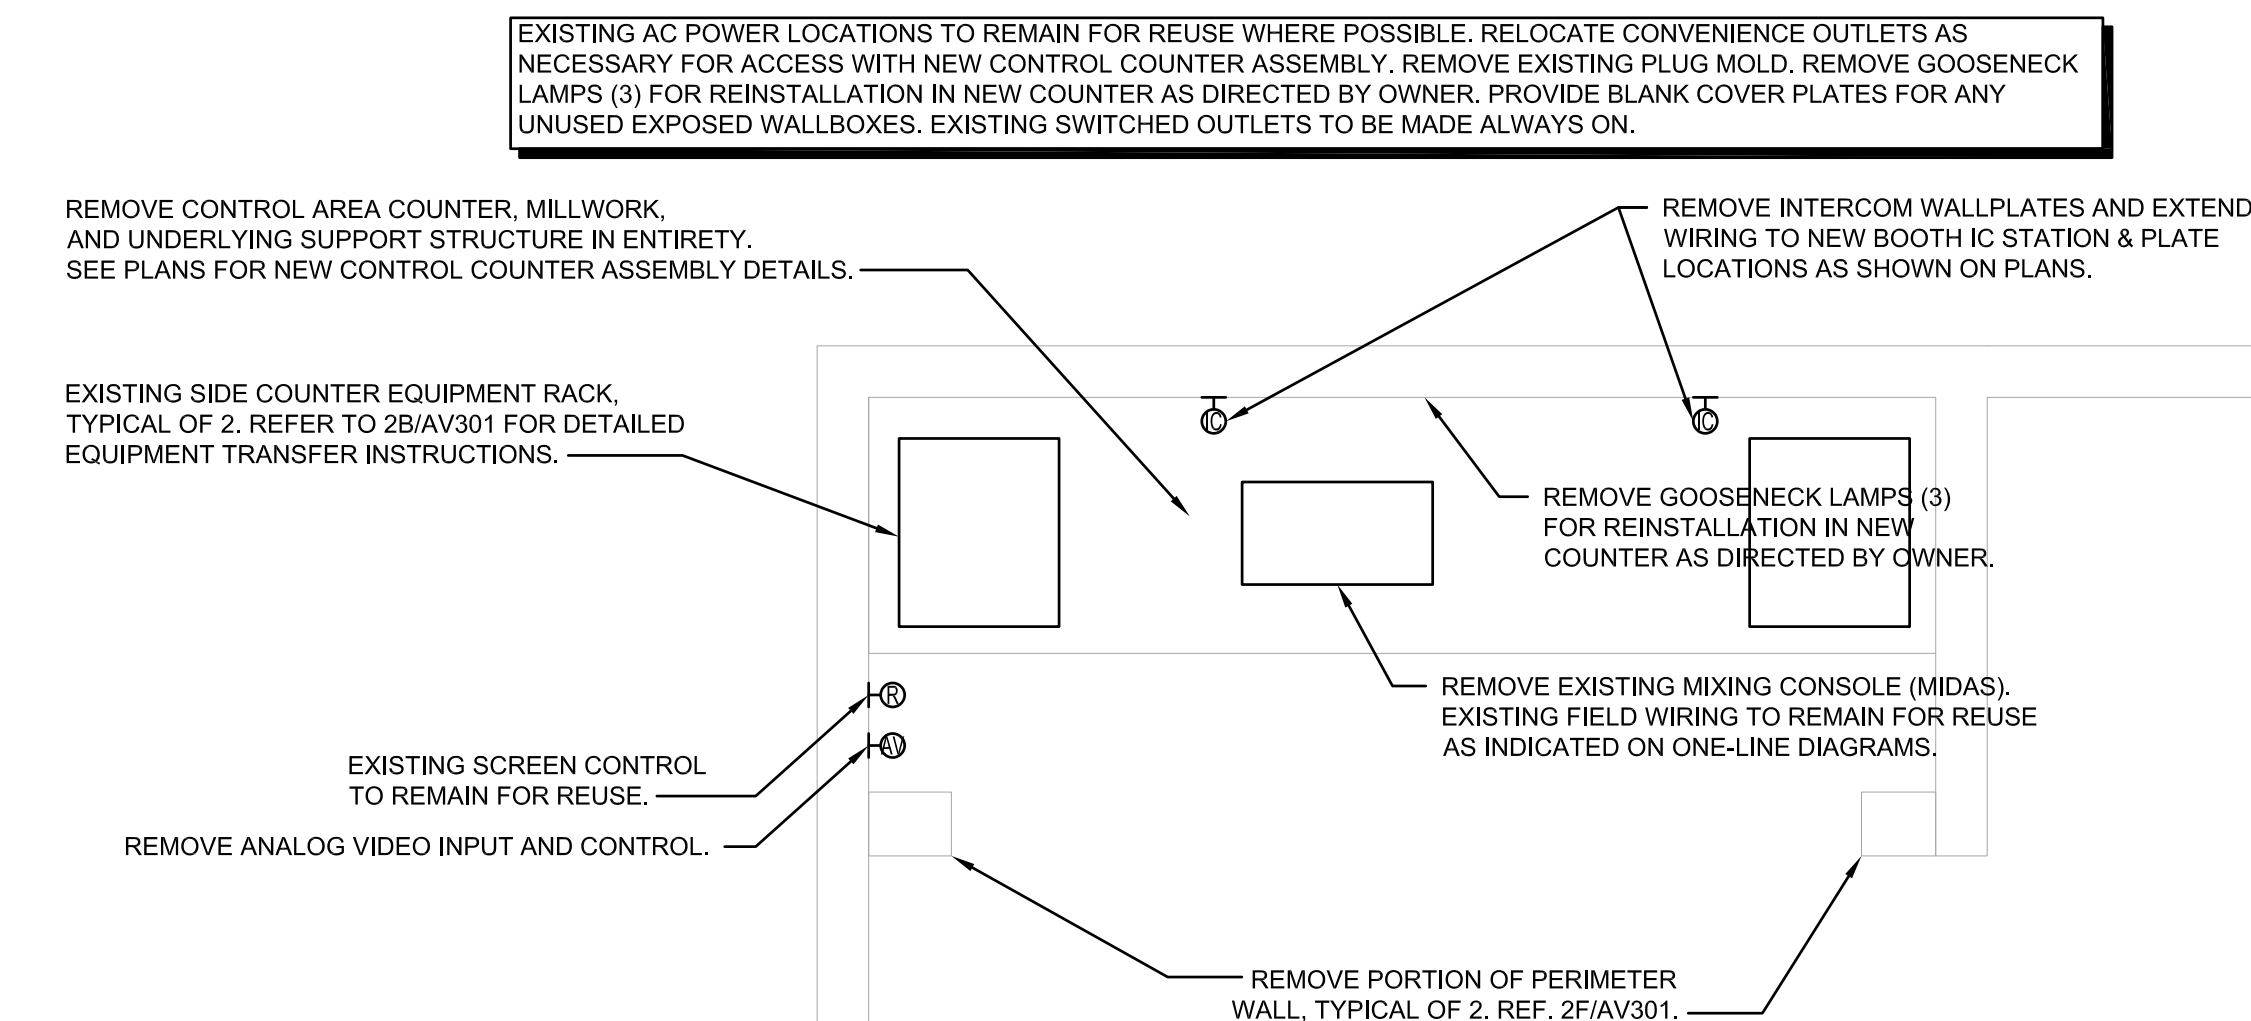 EXISTING AC POWER LOCATIONS TO REMAIN FOR REUSE WHERE POSSIBLE. RELOCATE CONVENIENCE OUTLETS AS
NECESSARY FOR ACCESS WITH NEW CONTROL COUNTER ASSEMBLY. REMOVE EXISTING PLUG MOLD. REMOVE GOOSENECK
LAMPS (3) FOR REINSTALLATION IN NEW COUNTER AS DIRECTED BY OWNER. PROVIDE BLANK COVER PLATES FOR ANY
UNUSED EXPOSED WALLBOXES. EXISTING SWITCHED OUTLETS TO BE MADE ALWAYS ON.
REMOVE CONTROL AREA COUNTER, MILLWORK,
AND UNDERLYING SUPPORT STRUCTURE IN ENTIRETY.
SEE PLANS FOR NEW CONTROL COUNTER ASSEMBLY DETAILS.
REMOVE INTERCOM WALLPLATES AND EXTEND
WIRING TO NEW BOOTH IC STATION & PLATE
LOCATIONS AS SHOWN ON PLANS.
EXISTING SIDE COUNTER EQUIPMENT RACK,
TYPICAL OF 2. REFER TO 2B/AV301 FOR DETAILED
EQUIPMENT TRANSFER INSTRUCTIONS.
IC
IC
REMOVE GOOSENECK LAMPS (3)
FOR REINSTALLATION IN NEW
COUNTER AS DIRECTED BY OWNER.
REMOVE EXISTING MIXING CONSOLE (MIDAS).
EXISTING FIELD WIRING TO REMAIN FOR REUSE
AS INDICATED ON ONE-LINE DIAGRAMS.
R
AV
EXISTING SCREEN CONTROL
TO REMAIN FOR REUSE.
REMOVE ANALOG VIDEO INPUT AND CONTROL.
REMOVE PORTION OF PERIMETER
WALL, TYPICAL OF 2. REF. 2F/AV301.